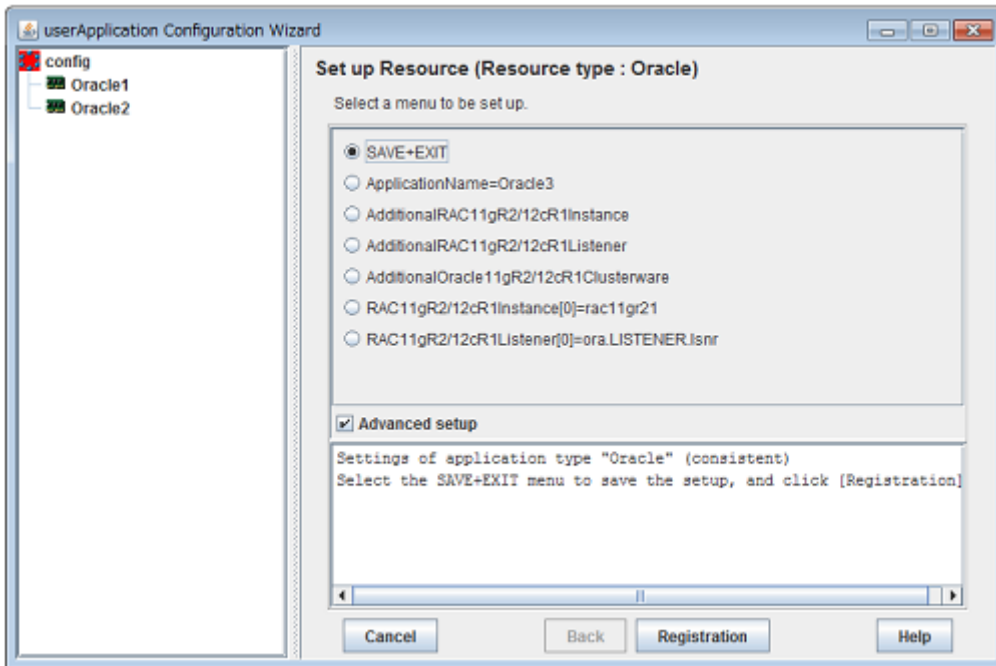 userApplication Configuration Wizard
config
Oracle1
Oracle2
Set up Resource (Resource type : Oracle)
Select a menu to be set up.
SAVE+EXIT
ApplicationName=Oracle3
AdditionalRAC11gR2/12cR1Instance
AdditionalRAC11gR2/12cR1Listener
AdditionalOracle11gR2/12cR1Clusterware
RAC11gR2/12cR1Instance[0]=rac11gr21
RAC11gR2/12cR1Listener[0]=ora.LISTENER.lsnr
Advanced setup
Settings of application type "Oracle" (consistent)
Select the SAVE+EXIT menu to save the setup, and click [Registration]
Cancel
Back
Registration
Help